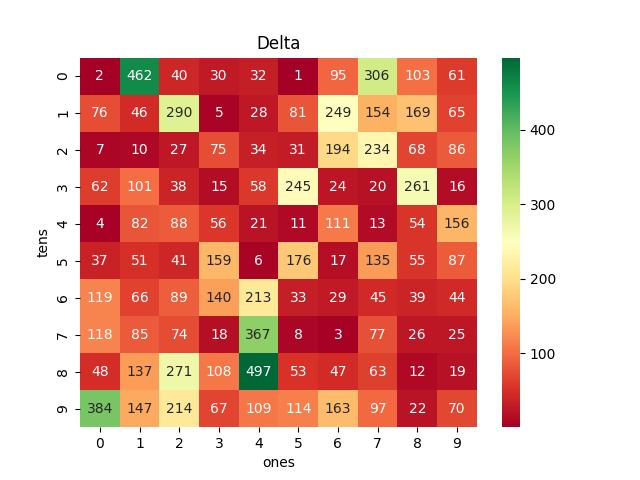 Delta
0 2 462 40 30 32 1 95 306 103 61
1 76 46 290 5 28 81 249 154 169 65
2 7 10 27 75 34 31 194 234 68 86
3 62 101 38 15 58 245 24 20 261 16
4 4 82 88 56 21 11 111 13 54 156
5 37 51 41 159 6 176 17 135 55 87
6 119 66 89 140 213 33 29 45 39 44
7 118 85 74 18 367 8 3 77 26 25
8 48 137 271 108 497 53 47 63 12 19
9 384 147 214 67 109 114 163 97 22 70
0 1 2 3 4 5 6 7 8 9
ones
tens
400
300
200
100